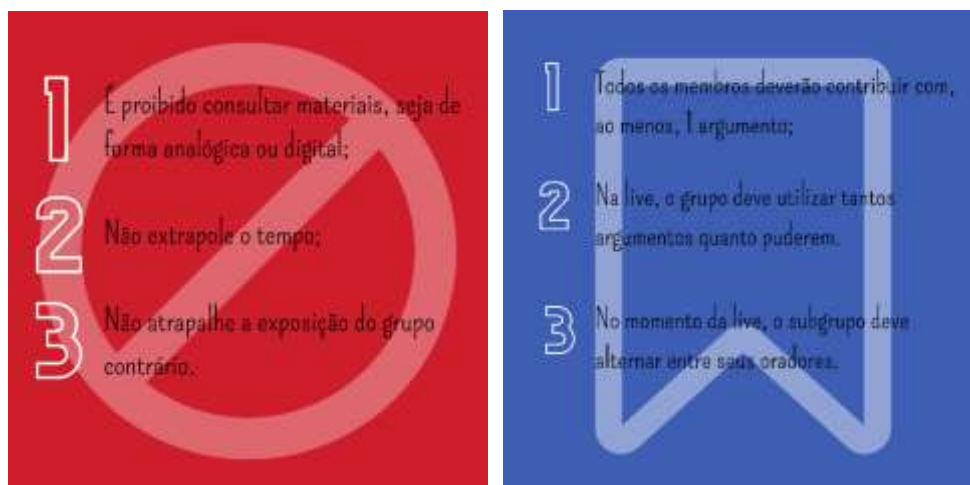 1 É proibido consultar materiais, seja de
forma analógica ou digital;
2 Não extrapole o tempo;
3 Não atrapalhe a exposição do grupo
contrário.
1 Todos os membros deverão contribuir com,
ao menos, 1 argumento;
2 Na live, o grupo deve utilizar tantos
argumentos quanto puderem.
3 No momento da live, o subgrupo deve
alternar entre seus oradores.